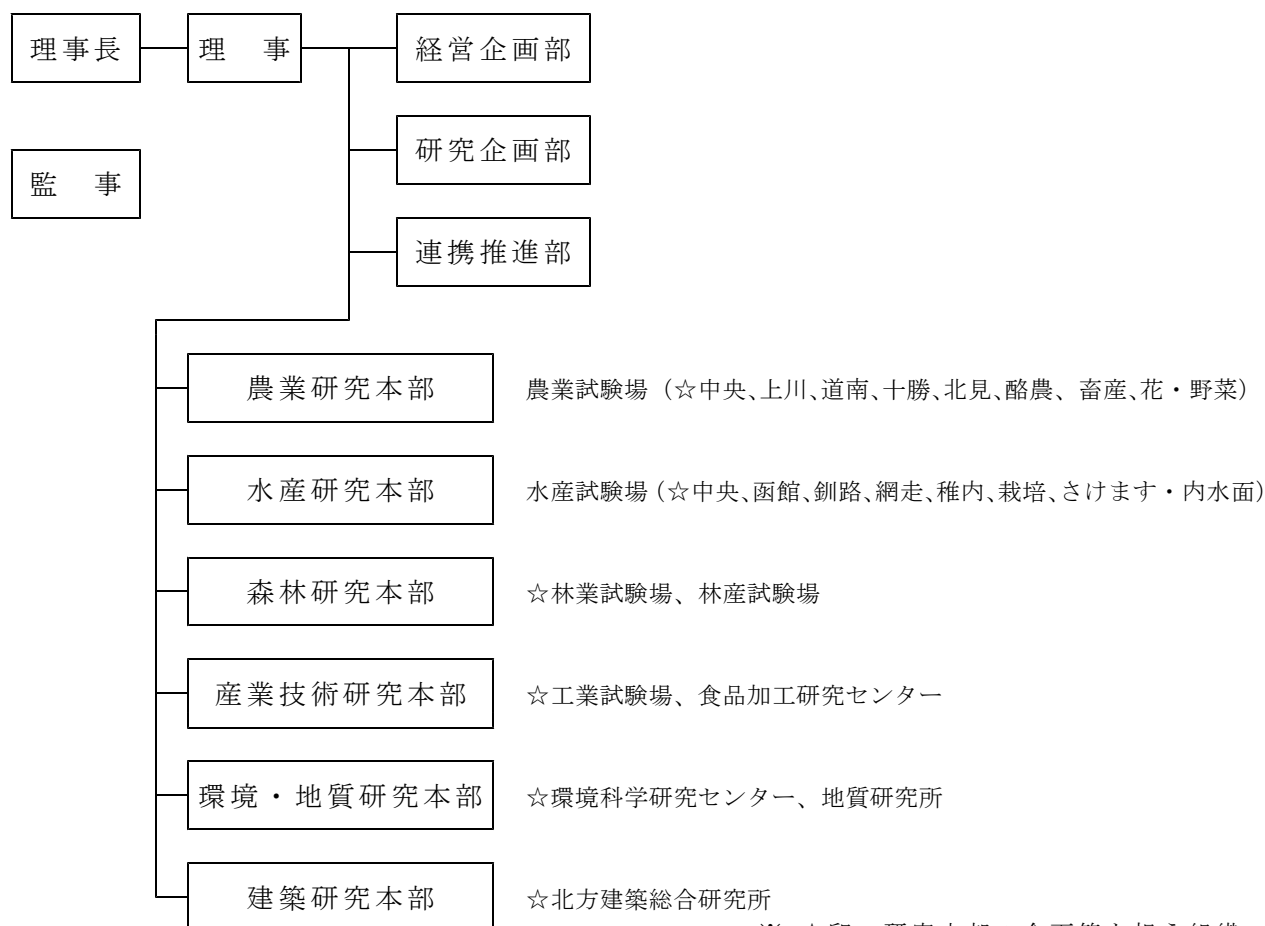 理事長
理　事
経営企画部
研究企画部
監　事
連携推進部
農業研究本部
農業試験場（☆中央、上川、道南、十勝、北見、酪農、畜産、花・野菜）
水産研究本部
水産試験場（☆中央、函館、釧路、網走、稚内、栽培、さけます・内水面）
森林研究本部
☆林業試験場、林産試験場
産業技術研究本部
☆工業試験場、食品加工研究センター
環境・地質研究本部
☆環境科学研究センター、地質研究所
建築研究本部
☆北方建築総合研究所